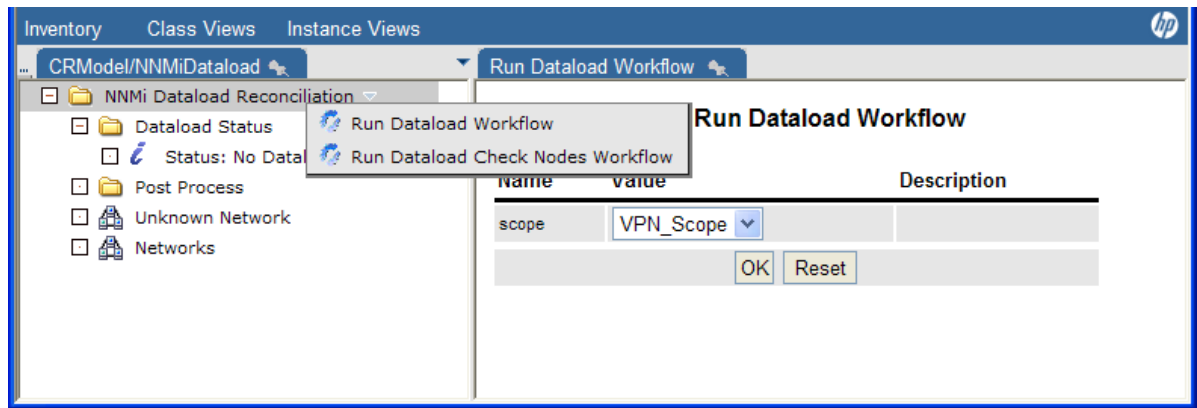 Inventory Class Views Instance Views hp
... CRModel/NNMiDataload Run Dataload Workflow
NNMi Dataload Reconciliation
Run Dataload Workflow
Run Dataload Check Nodes Workflow
Dataload Status
Status: No Datal
Post Process
Unknown Network
Networks
Run Dataload Workflow
Name Value Description
scope VPN_Scope
OK Reset